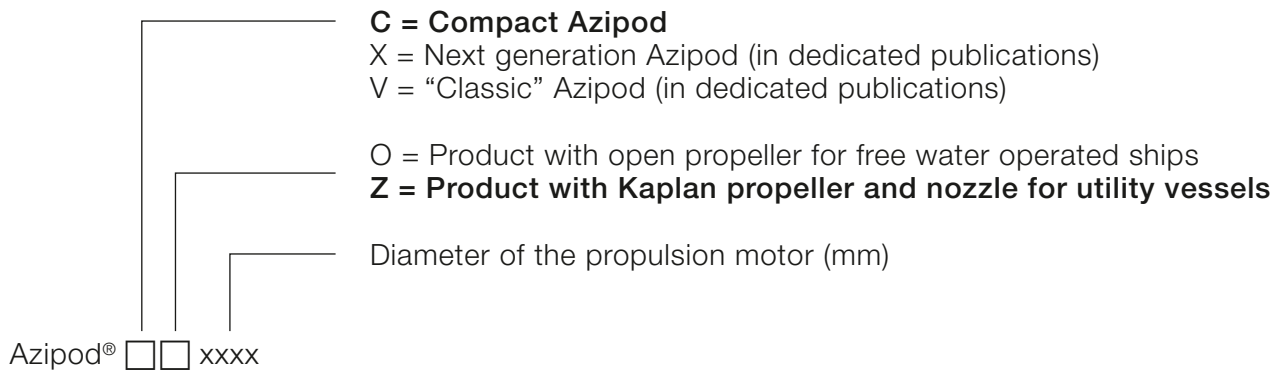 C = Compact Azipod
X = Next generation Azipod (in dedicated publications)
V = “Classic” Azipod (in dedicated publications)
O = Product with open propeller for free water operated ships
Z = Product with Kaplan propeller and nozzle for utility vessels
Diameter of the propulsion motor (mm)
Azipod® □□ xxxx